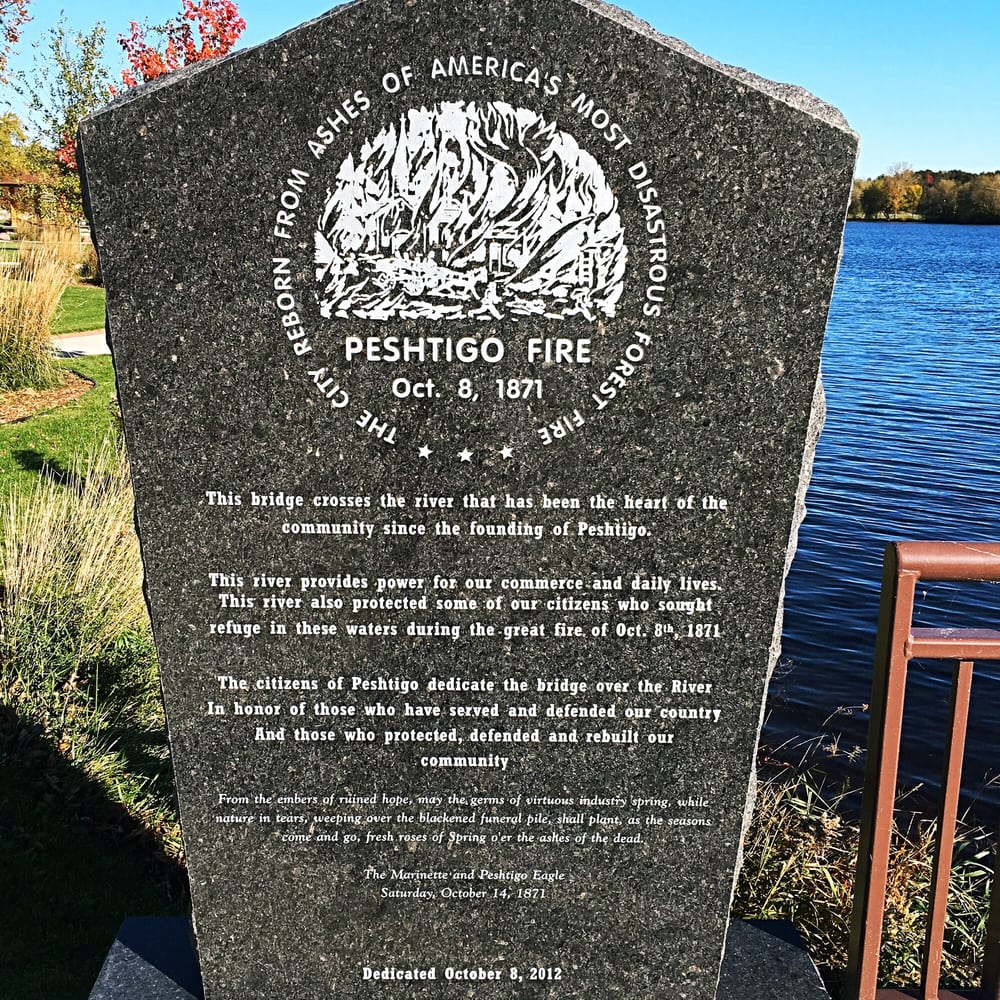 THE CITY REBORN FROM ASHES OF AMERICA'S MOST DISASTROUS FOREST FIRE
PESHTIGO FIRE
Oct. 8, 1871
This bridge crosses the river that has been the heart of the
community since the founding of Peshtigo.
This river provides power for our commerce and daily lives.
This river also protected some of our citizens who sought
refuge in these waters during the great fire of Oct. 8th, 1871
The citizens of Peshtigo dedicate the bridge over the River
In honor of those who have served and defended our country
And those who protected, defended and rebuilt our
community
From the embers of ruined hope, may the germs of virtuous industry spring, while
nature in tears, weeping over the blackened funeral pile, shall plant, as the seasons
come and go, fresh roses of Spring o'er the ashes of the dead.
The Marinette and Peshtigo Eagle
Saturday, October 14, 1871
Dedicated October 8, 2012